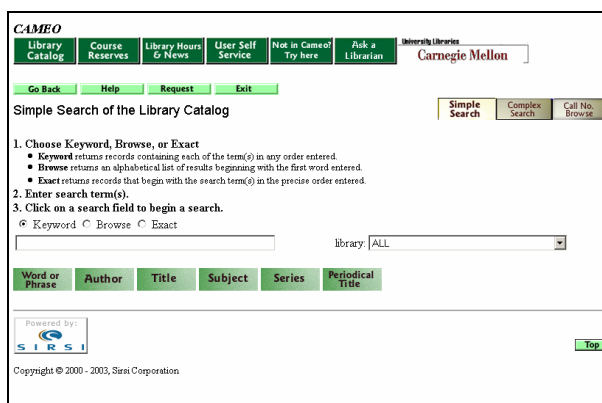 CAMEO
Library Catalog
Course Reserves
Library Hours & News
User Self Service
Not in Cameo? Try here
Ask a Librarian
University Libraries
Carnegie Mellon
Go Back Help Request Exit
Simple Search of the Library Catalog
Simple Search
Complex Search
Call No. Browse
1. Choose Keyword, Browse, or Exact
Keyword returns records containing each of the term(s) in any order entered.
Browse returns an alphabetical list of results beginning with the first word entered.
Exact returns records that begin with the search term(s) in the precise order entered.
2. Enter search term(s).
3. Click on a search field to begin a search.
Keyword Browse Exact
library: ALL
Word or Phrase
Author
Title
Subject
Series
Periodical Title
Powered by:
SIRSI
Top
Copyright © 2000 - 2003, Sirsi Corporation